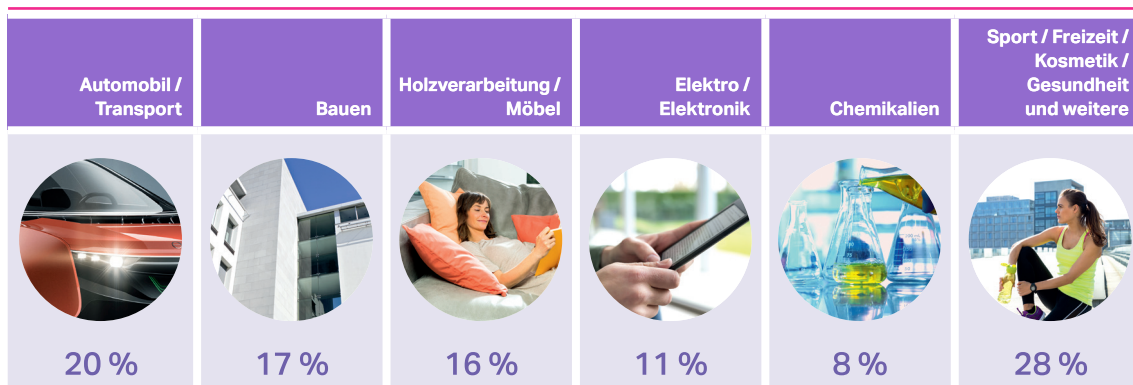 Automobil /
Transport
Bauen
Holzverarbeitung /
Möbel
Elektro /
Elektronik
Chemikalien
Sport / Freizeit /
Kosmetik /
Gesundheit
und weitere
20 %
17 %
16 %
11 %
8 %
28 %